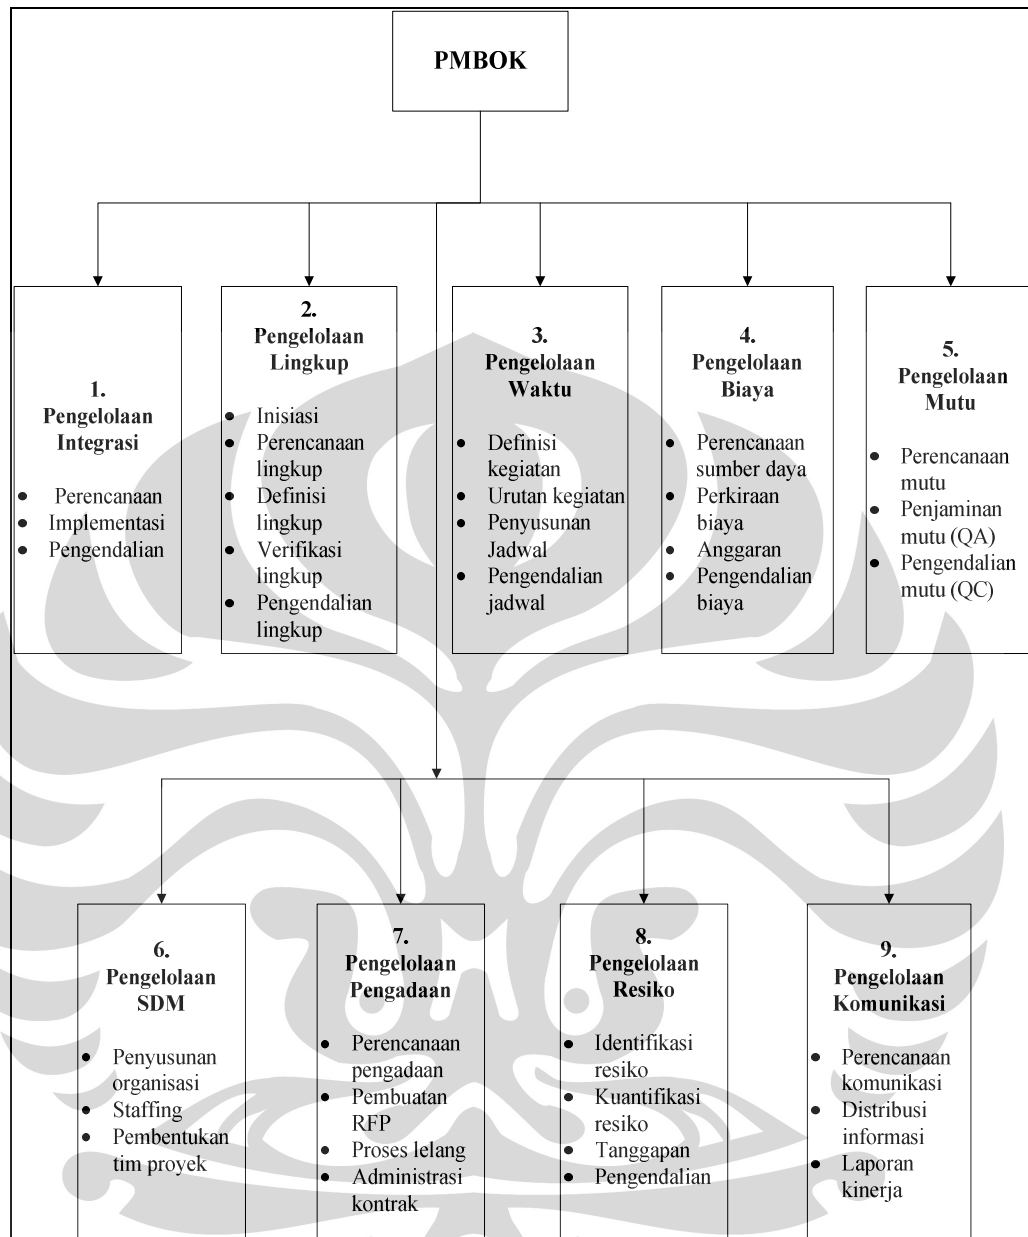 PMBOK
1.
Pengelolaan
Integrasi
• Perencanaan
• Implementasi
• Pengendalian
2.
Pengelolaan
Lingkup
• Inisiasi
• Perencanaan
lingkup
• Definisi
lingkup
• Verifikasi
lingkup
• Pengendalian
lingkup
3.
Pengelolaan
Waktu
• Definisi
kegiatan
• Urutan kegiatan
• Penyusunan
Jadwal
• Pengendalian
jadwal
4.
Pengelolaan
Biaya
• Perencanaan
sumber daya
• Perkiraan
biaya
• Anggaran
• Pengendalian
biaya
5.
Pengelolaan
Mutu
• Perencanaan
mutu
• Penjaminan
mutu (QA)
• Pengendalian
mutu (QC)
6.
Pengelolaan
SDM
• Penyusunan
organisasi
• Staffing
• Pembentukan
tim proyek
7.
Pengelolaan
Pengadaan
• Perencanaan
pengadaan
• Pembuatan
RFP
• Proses lelang
• Administrasi
kontrak
8.
Pengelolaan
Resiko
• Identifikasi
resiko
• Kuantifikasi
resiko
• Tanggapan
• Pengendalian
9.
Pengelolaan
Komunikasi
• Perencanaan
komunikasi
• Distribusi
informasi
• Laporan
kinerja